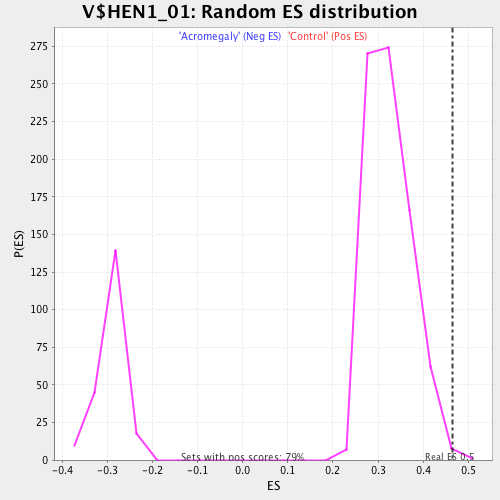 V$HEN1_01: Random ES distribution
'Acromegaly' (Neg ES) 'Control' (Pos ES)
275
250
225
200
175
150
125
100
75
50
25
0
P(ES)
Sets with pos scores: 79%
Real ES 0.5
-0.4 -0.3 -0.2 -0.1 0.0 0.1 0.2 0.3 0.4 0.5
ES